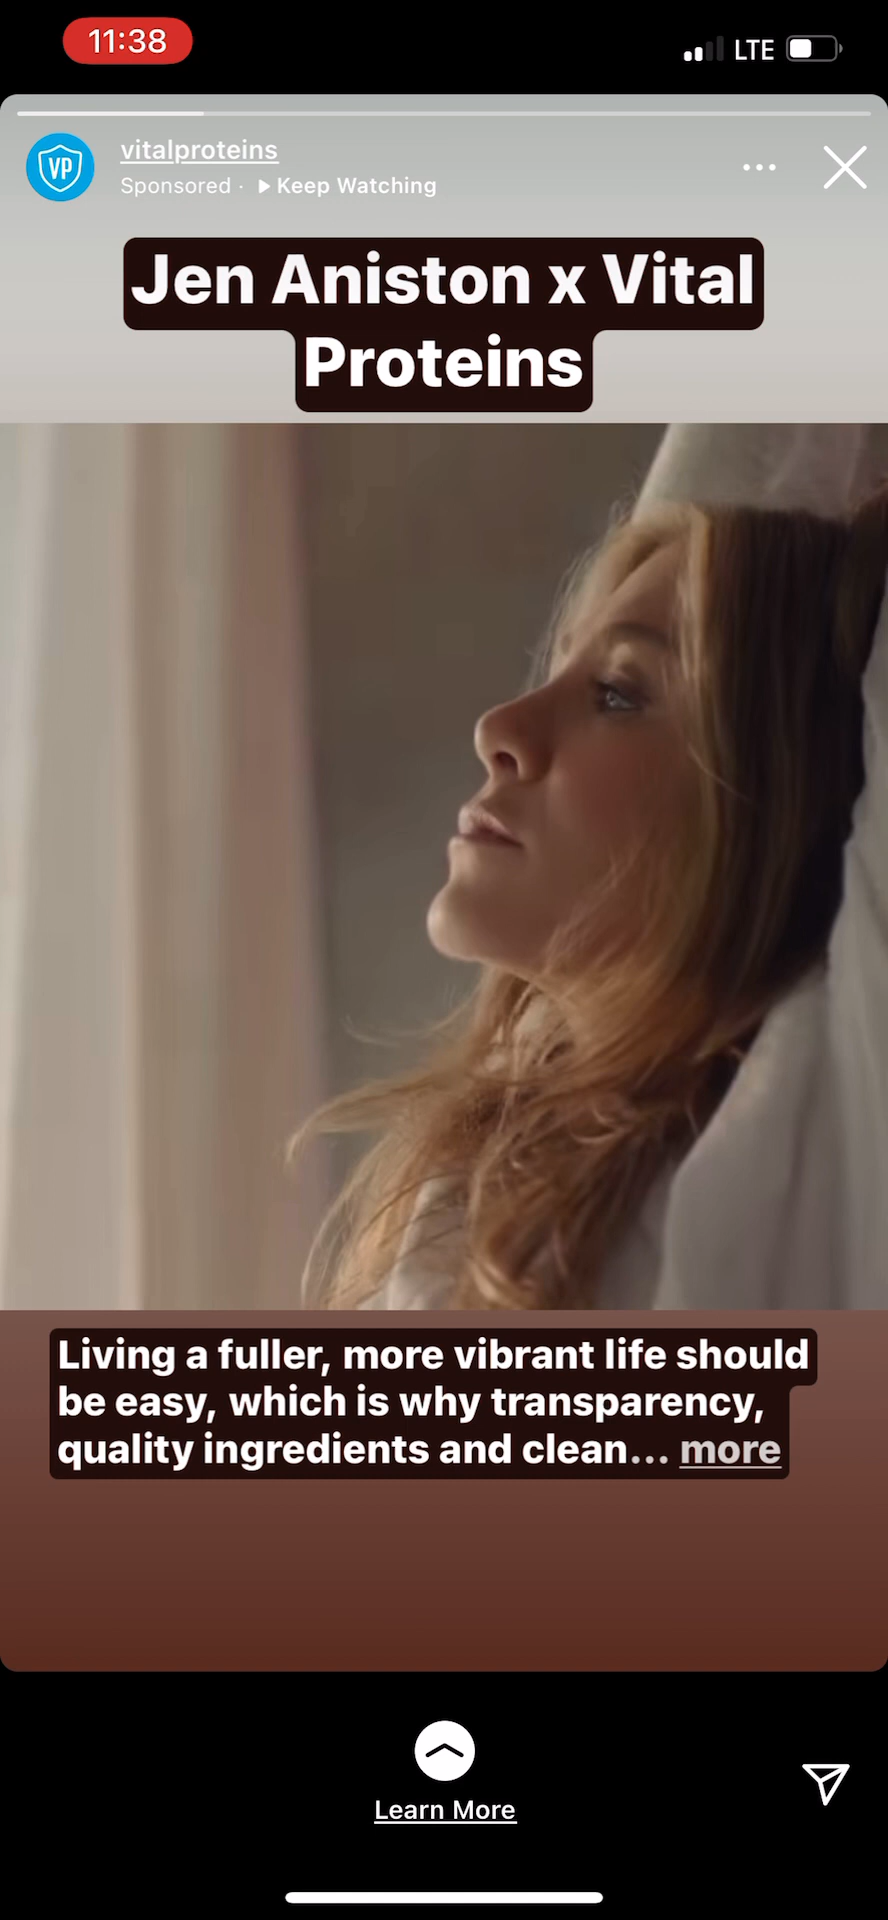 11:38
LTE
VP
vitalproteins
Sponsored · Keep Watching
Jen Aniston x Vital
Proteins
Living a fuller, more vibrant life should
be easy, which is why transparency,
quality ingredients and clean... more
Learn More